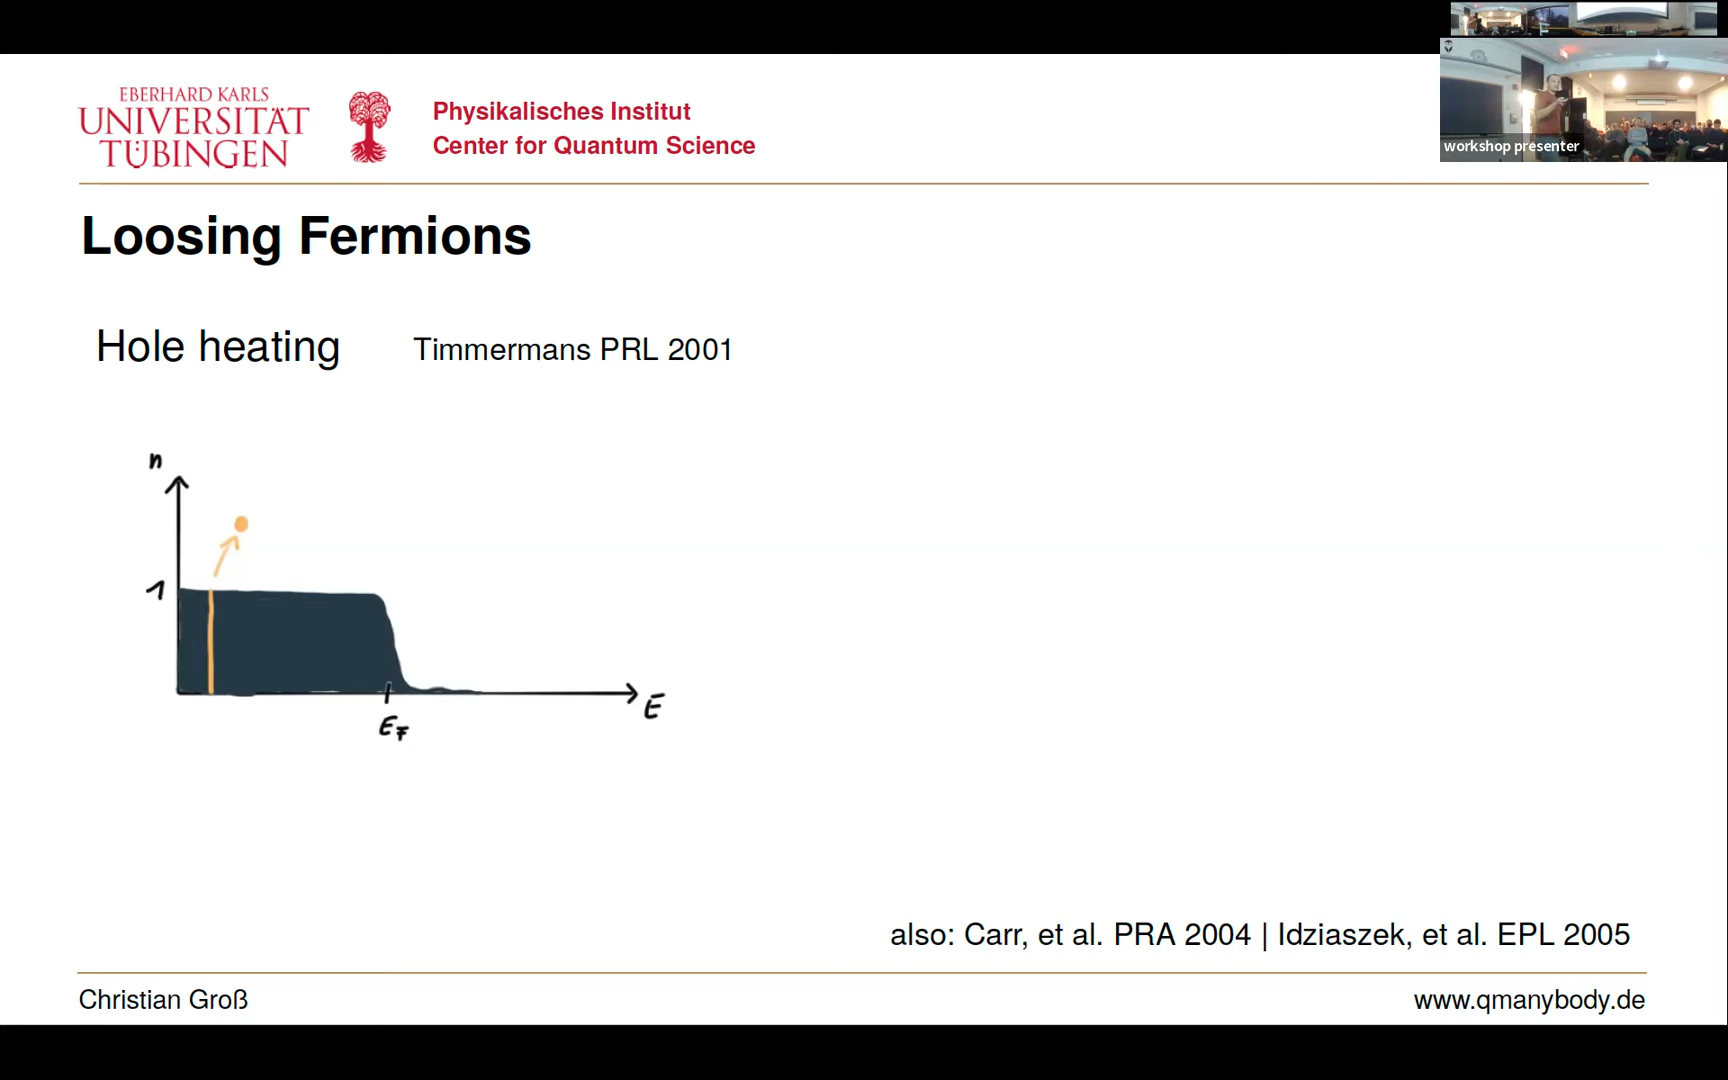 EBERHARD KARLS
UNIVERSITÄT
TÜBINGEN
Physikalisches Institut
Center for Quantum Science
workshop presenter
Loosing Fermions
Hole heating Timmermans PRL 2001
n
1
E
E_F
also: Carr, et al. PRA 2004 | Idziaszek, et al. EPL 2005
Christian Groß www.qmanybody.de